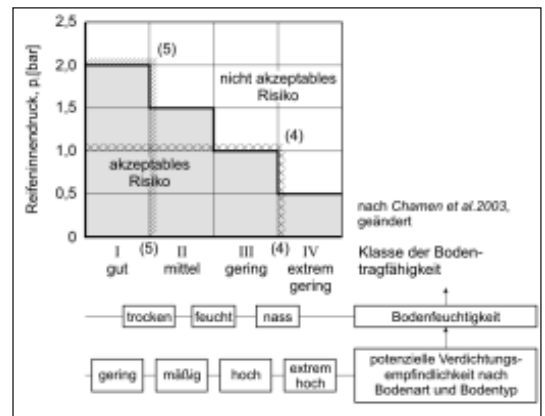 Reifeninnendruck, pᵢ[bar]
2,5
2,0
1,5
1,0
0,5
0
(5)
nicht akzeptables
Risiko
(4)
akzeptables
Risiko
nach Chamen et al.2003,
geändert
I (5) II III (4) IV
gut mittel gering extrem
gering
Klasse der Boden-
tragfähigkeit
trocken feucht nass Bodenfeuchtigkeit
gering mäßig hoch extrem
hoch
potenzielle Verdichtungs-
empfindlichkeit nach
Bodenart und Bodentyp